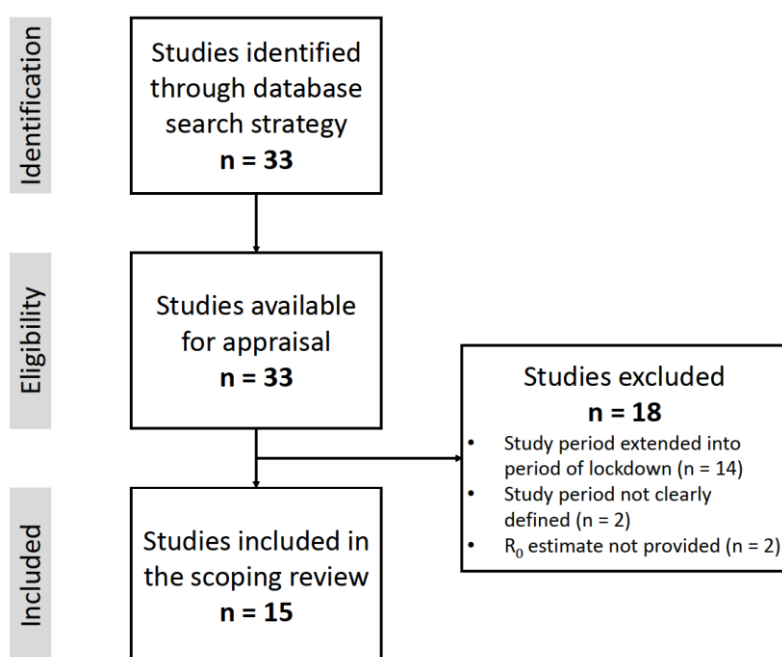 Identification
Studies identified
through database
search strategy
n = 33
Eligibility
Studies available
for appraisal
n = 33
Studies excluded
n = 18
• Study period extended into
period of lockdown (n = 14)
• Study period not clearly
defined (n = 2)
• R₀ estimate not provided (n = 2)
Included
Studies included in
the scoping review
n = 15